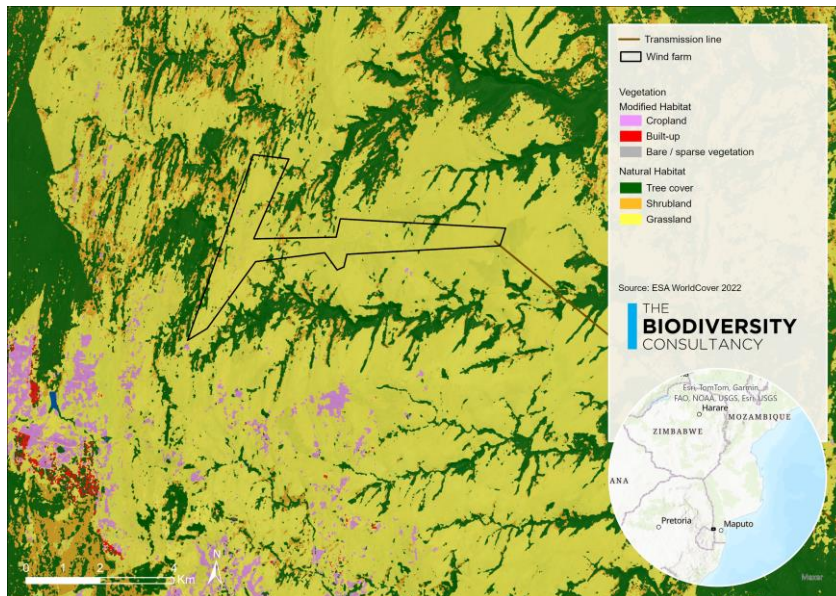 Transmission line
Wind farm
Vegetation
Modified Habitat
Cropland
Built-up
Bare / sparse vegetation
Natural Habitat
Tree cover
Shrubland
Grassland
Source: ESA WorldCover 2022
THE
BIODIVERSITY
CONSULTANCY
Esri, TomTom, Garmin,
FAO, NOAA, USGS, Esri, USGS
Harare
MOZAMBIQUE
ZIMBABWE
ANA
Pretoria
Maputo
N
0 1 2 4
Km
Maxar